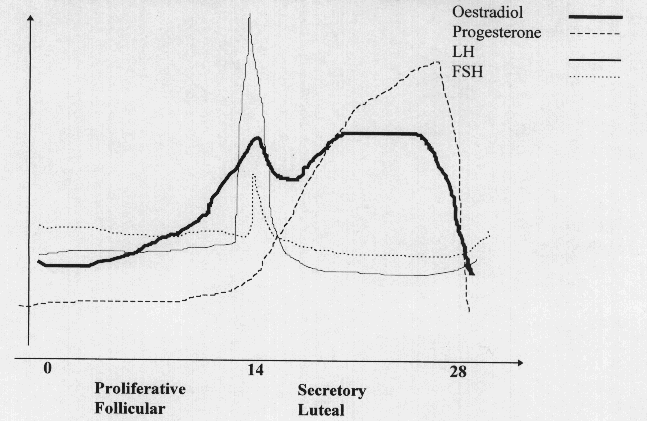 Oestradiol
Progesterone
LH
FSH
0 14 28
Proliferative Secretory
Follicular Luteal